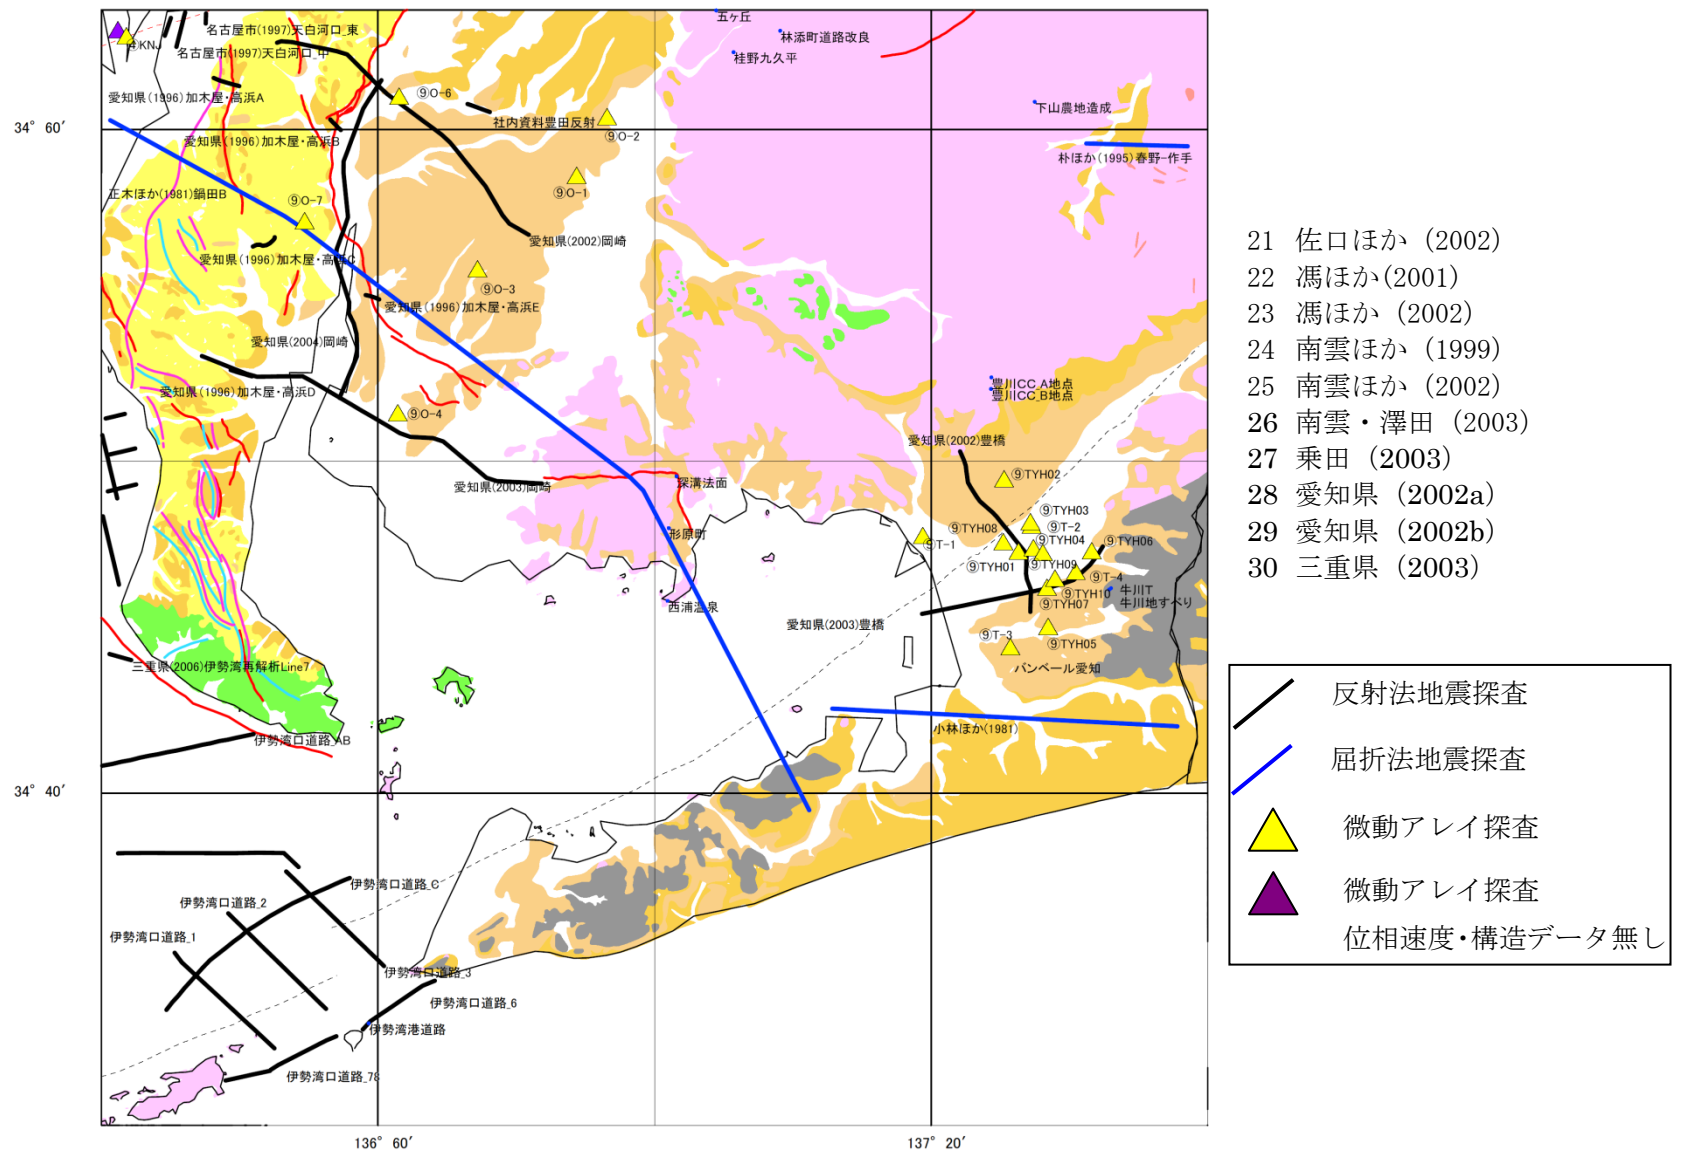 五ヶ丘
名古屋市(1997)天白河口_東
林添町道路改良
④KNJ
名古屋市(1997)天白河口_中
桂野九久平
愛知県(1996)加木屋・高浜A
⑨O-6
下山農地造成
社内資料豊田反射
34° 60′
⑨O-2
愛知県(1996)加木屋・高浜B
朴ほか(1995)春野-作手
正木ほか(1981)鍋田B
⑨O-1
⑨O-7
愛知県(2002)岡崎
愛知県(1996)加木屋・高浜C
⑨O-3
愛知県(1996)加木屋・高浜E
愛知県(2004)岡崎
豊川CC_A地点
愛知県(1996)加木屋・高浜D
豊川CC_B地点
⑨O-4
愛知県(2002)豊橋
⑨TYH02
深溝法面
愛知県(2003)岡崎
⑨TYH03
⑨TYH08
⑨T-2
形原町
⑨T-1
⑨TYH04
⑨TYH06
⑨TYH01
⑨TYH09
⑨T-4
牛川T
⑨TYH10
西浦温泉
⑨TYH07
牛川地すべり
愛知県(2003)豊橋
⑨T-3
⑨TYH05
三重県(2006)伊勢湾再解析Line7
バンベール愛知
小林ほか(1981)
伊勢湾口道路_AB
34° 40′
伊勢湾口道路_C
伊勢湾口道路_2
伊勢湾口道路_1
伊勢湾口道路_3
伊勢湾口道路_6
伊勢湾港道路
伊勢湾口道路_78
136° 60′
137° 20′
21 佐口ほか (2002)
22 馮ほか(2001)
23 馮ほか (2002)
24 南雲ほか (1999)
25 南雲ほか (2002)
26 南雲・澤田 (2003)
27 乗田 (2003)
28 愛知県 (2002a)
29 愛知県 (2002b)
30 三重県 (2003)
反射法地震探査
屈折法地震探査
微動アレイ探査
微動アレイ探査
位相速度・構造データ無し